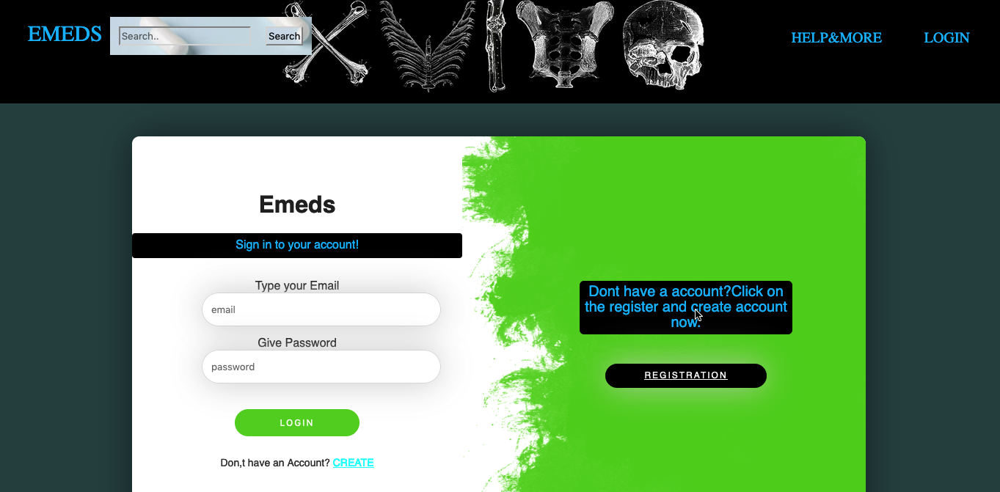 EMEDS
Search..
Search
HELP&MORE
LOGIN
Emeds
Sign in to your account!
Type your Email
email
Give Password
password
LOGIN
Don,t have an Account? CREATE
Dont have a account?Click on
the register and create account
now.
REGISTRATION